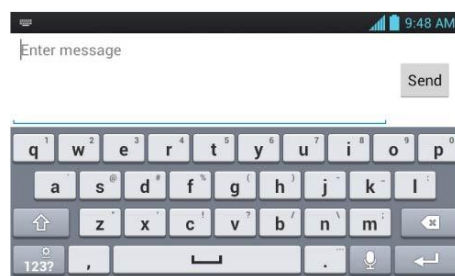 9:48 AM
Enter message
Send
q 1 w 2 e 3 r 4 t 5 y 6 u 7 i 8 o 9 p 0
a s @ d # f % g ( h ) j k - l :
z x c ! v ? b / n \ m ;
123? , .